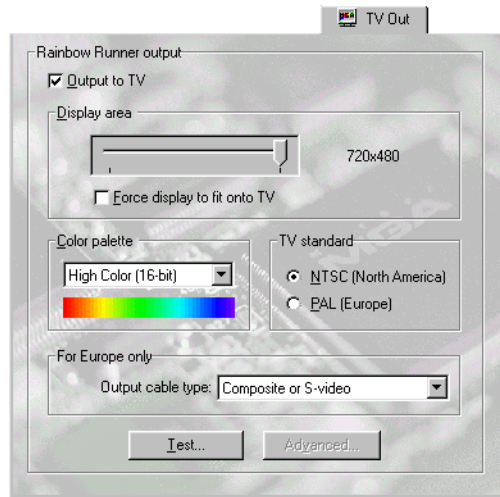 TV Out
Rainbow Runner output
Output to TV
Display area
720x480
Force display to fit onto TV
Color palette
High Color (16-bit)
TV standard
NTSC (North America)
PAL (Europe)
For Europe only
Output cable type: Composite or S-video
Test...
Advanced...
MGA